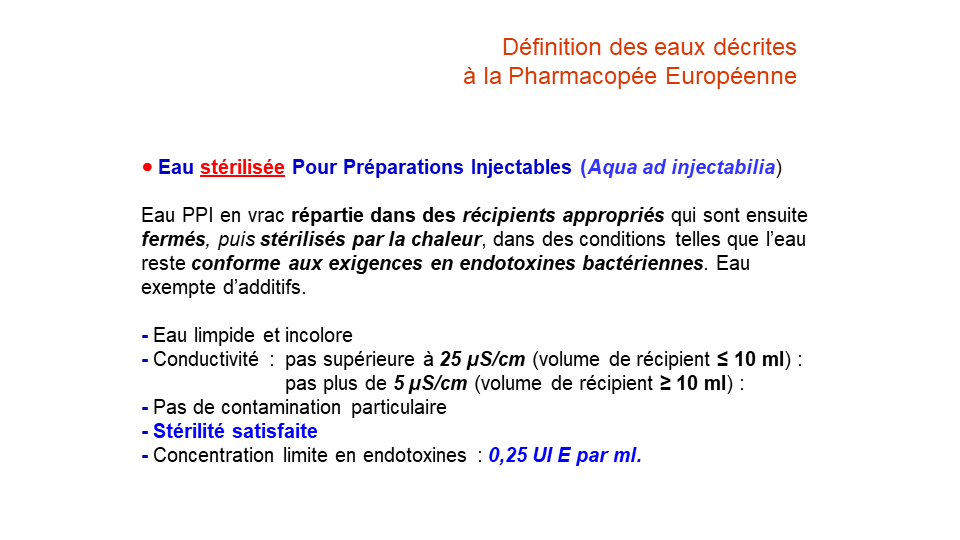 Définition des eaux décrites
à la Pharmacopée Européenne
• Eau stérilisée Pour Préparations Injectables (Aqua ad injectabilia)
Eau PPI en vrac répartie dans des récipients appropriés qui sont ensuite
fermés, puis stérilisés par la chaleur, dans des conditions telles que l’eau
reste conforme aux exigences en endotoxines bactériennes. Eau
exempte d’additifs.
- Eau limpide et incolore
- Conductivité : pas supérieure à 25 µS/cm (volume de récipient ≤ 10 ml) :
pas plus de 5 µS/cm (volume de récipient ≥ 10 ml) :
- Pas de contamination particulaire
- Stérilité satisfaite
- Concentration limite en endotoxines : 0,25 UI E par ml.